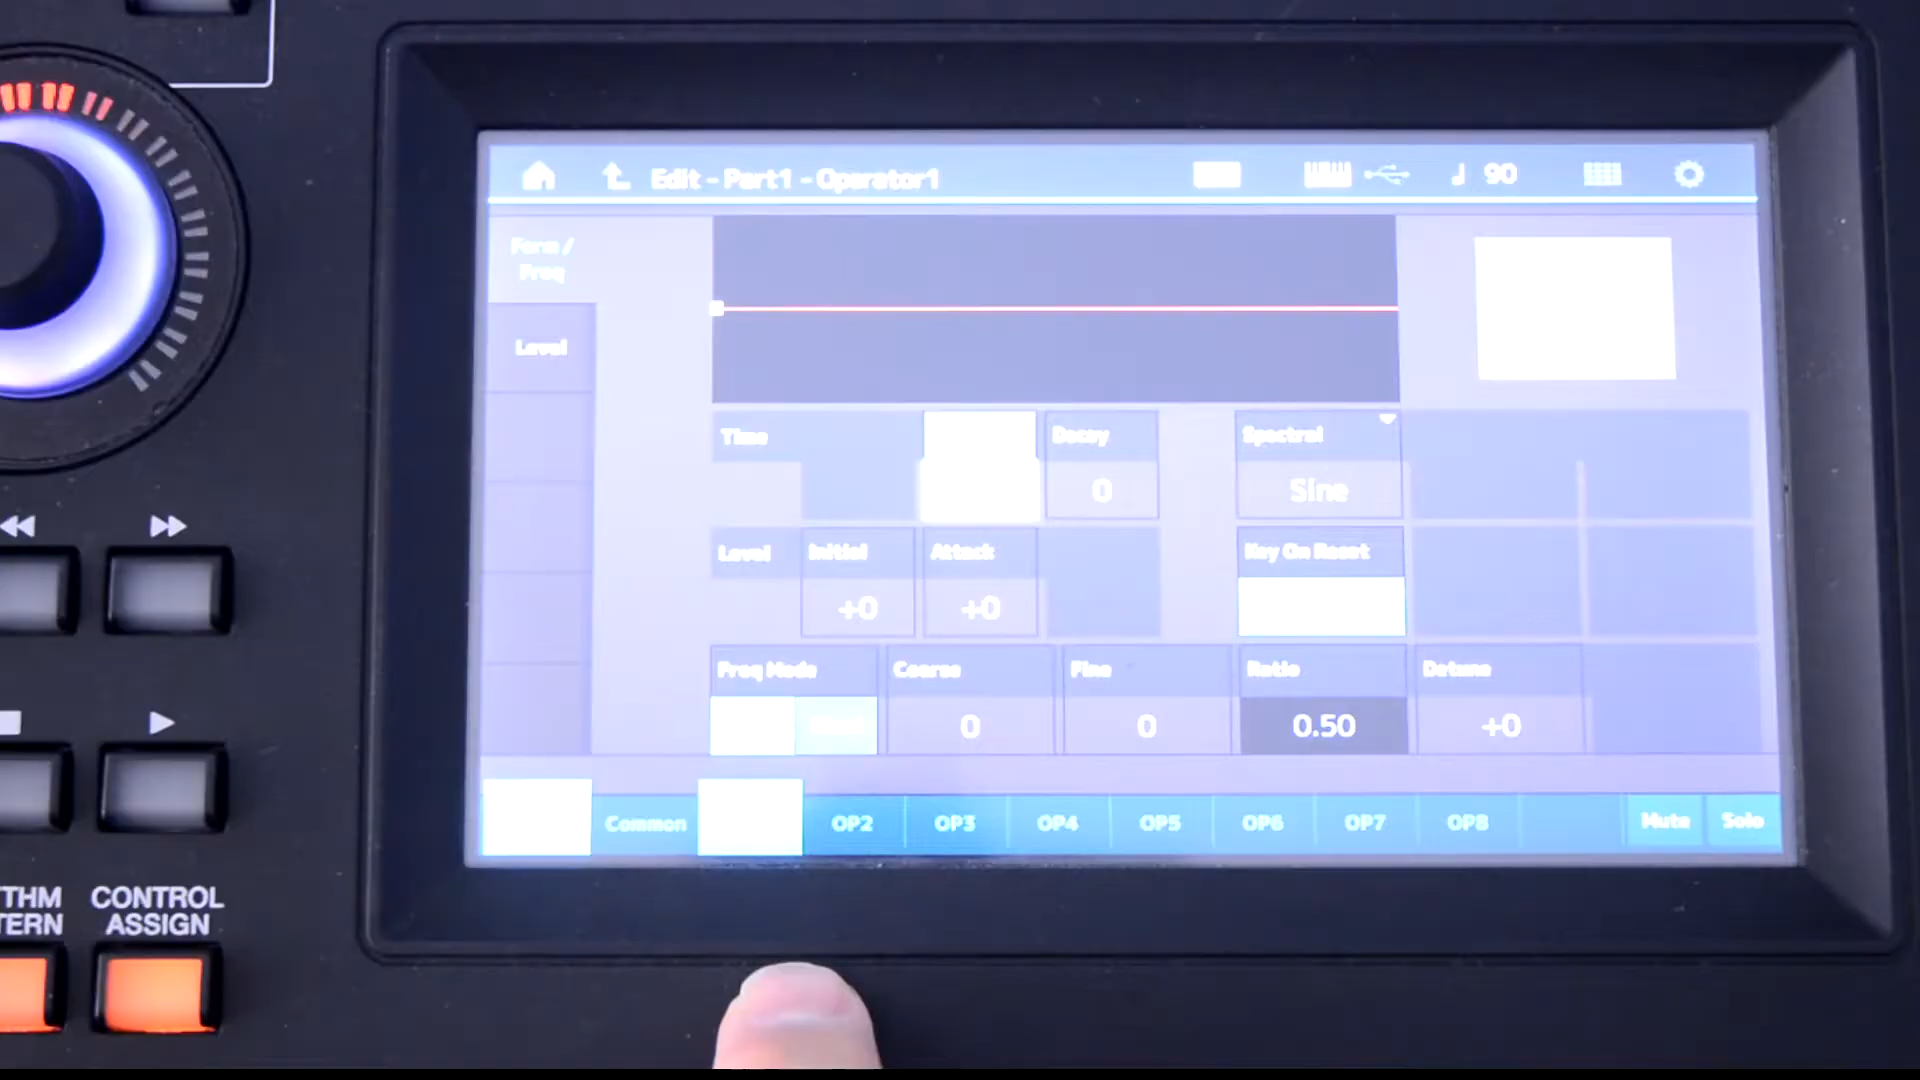 Edit - Part1 - Operator1
90
Form /
Freq
Level
Time
Decay
0
Spectral
Sine
Level
Initial
+0
Attack
+0
Key On Reset
Freq Mode
Coarse
0
Fine
0
Ratio
0.50
Detune
+0
Common
OP2
OP3
OP4
OP5
OP6
OP7
OP8
Mute
Solo
THM
TERN
CONTROL
ASSIGN